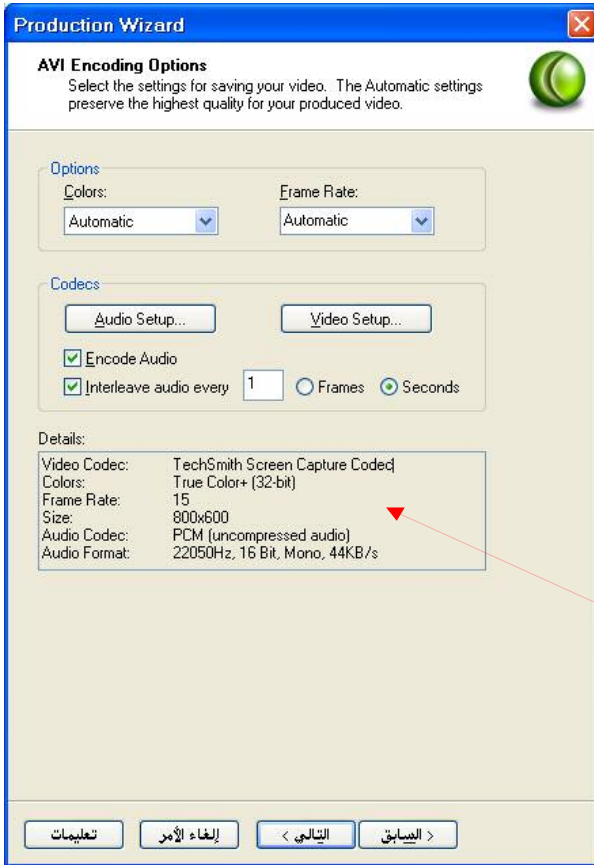 Production Wizard
AVI Encoding Options
Select the settings for saving your video. The Automatic settings
preserve the highest quality for your produced video.
Options
Colors: Frame Rate:
Automatic Automatic
Codecs
Audio Setup... Video Setup...
Encode Audio
Interleave audio every 1 Frames Seconds
Details:
Video Codec: TechSmith Screen Capture Codec
Colors: True Color+ (32-bit)
Frame Rate: 15
Size: 800x600
Audio Codec: PCM (uncompressed audio)
Audio Format: 22050Hz, 16 Bit, Mono, 44KB/s
تعليمات إلغاء الأمر التالي > < السابق